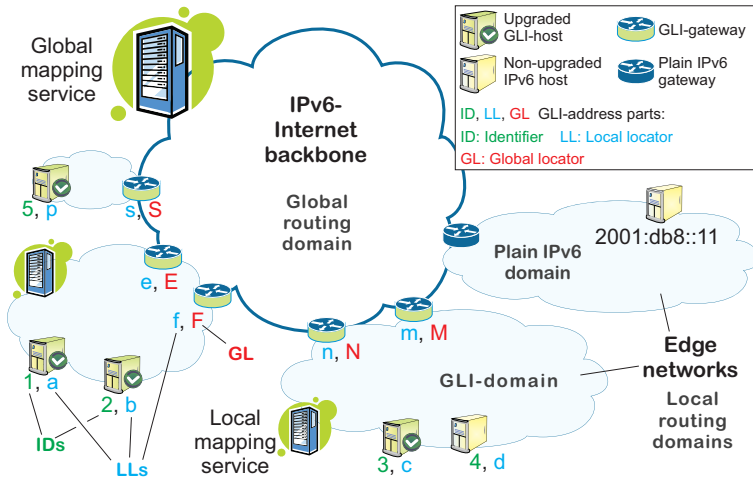 Global
mapping
service
IPv6-
Internet
backbone
Global
routing
domain
Upgraded
GLI-host
GLI-gateway
Non-upgraded
IPv6 host
Plain IPv6
gateway
ID, LL, GL GLI-address parts:
ID: Identifier LL: Local locator
GL: Global locator
5, p
s, S
2001:db8::11
Plain IPv6
domain
e, E
f, F
GL
n, N
m, M
Edge
networks
Local
routing
domains
GLI-domain
1, a
2, b
IDs
LLs
Local
mapping
service
3, c
4, d